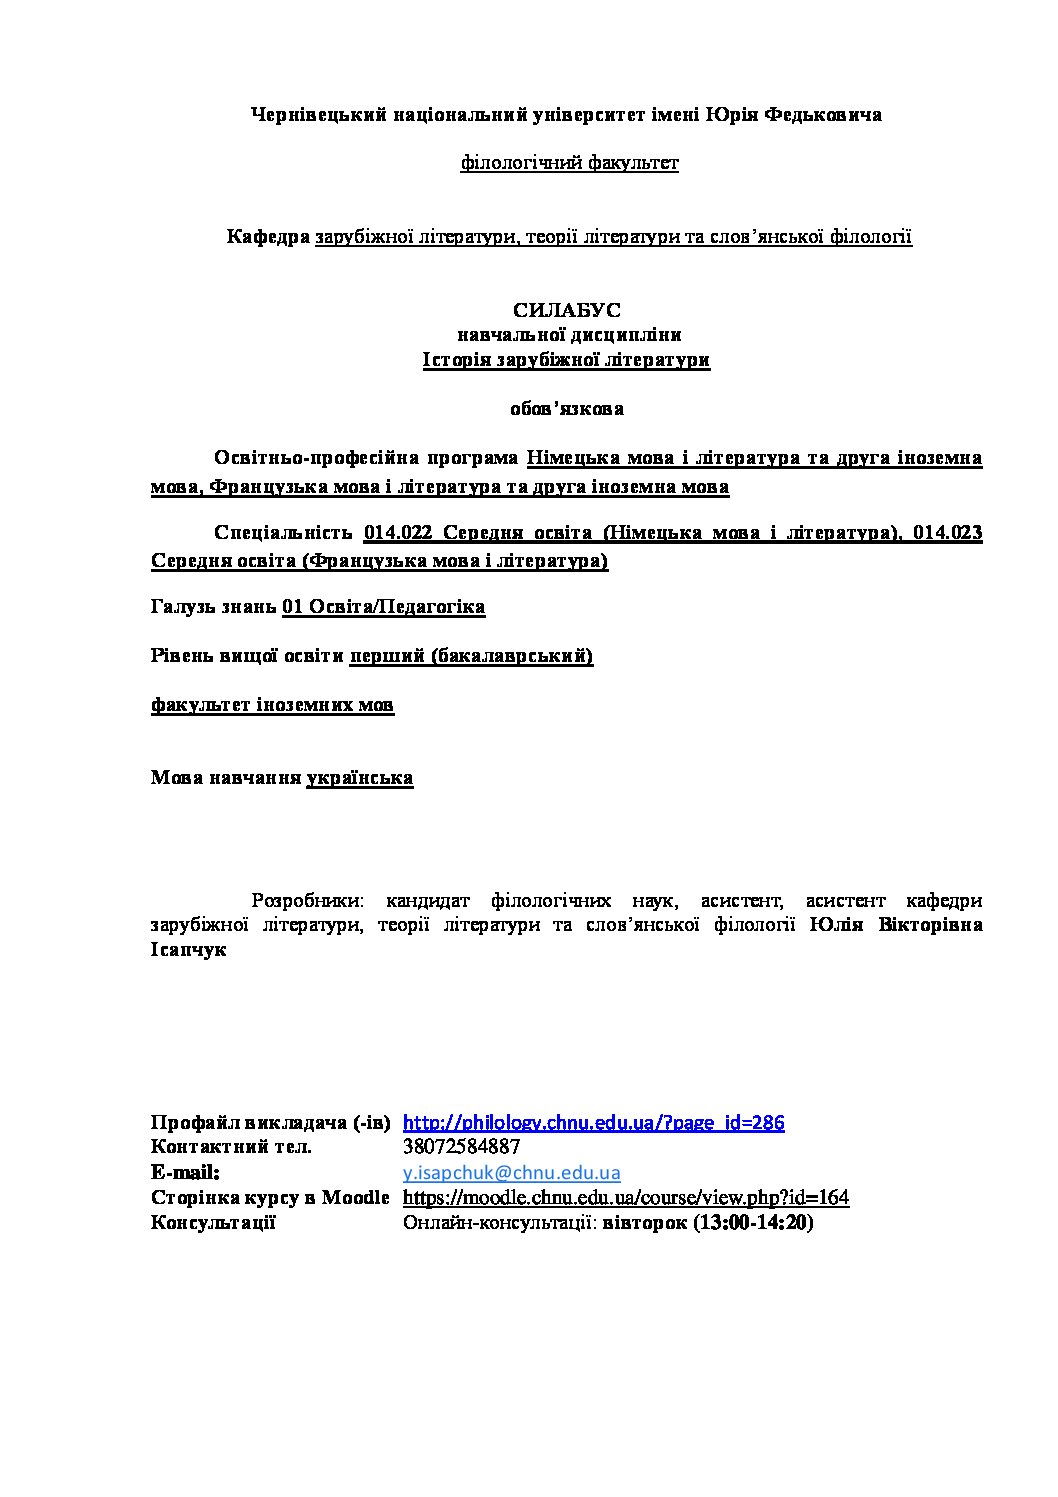 Чернівецький національний університет імені Юрія Федьковича
філологічний факультет
Кафедра зарубіжної літератури, теорії літератури та слов’янської філології
СИЛАБУС
навчальної дисципліни
Історія зарубіжної літератури
обов’язкова
Освітньо-професійна програма Німецька мова і література та друга іноземна
мова, Французька мова і література та друга іноземна мова
Спеціальність 014.022 Середня освіта (Німецька мова і література), 014.023
Середня освіта (Французька мова і література)
Галузь знань 01 Освіта/Педагогіка
Рівень вищої освіти перший (бакалаврський)
факультет іноземних мов
Мова навчання українська
Розробники: кандидат філологічних наук, асистент, асистент кафедри
зарубіжної літератури, теорії літератури та слов’янської філології Юлія Вікторівна
Ісапчук
Профайл викладача (-ів) http://philology.chnu.edu.ua/?page_id=286
Контактний тел. 38072584887
E-mail: y.isapchuk@chnu.edu.ua
Сторінка курсу в Moodle https://moodle.chnu.edu.ua/course/view.php?id=164
Консультації Онлайн-консультації: вівторок (13:00-14:20)